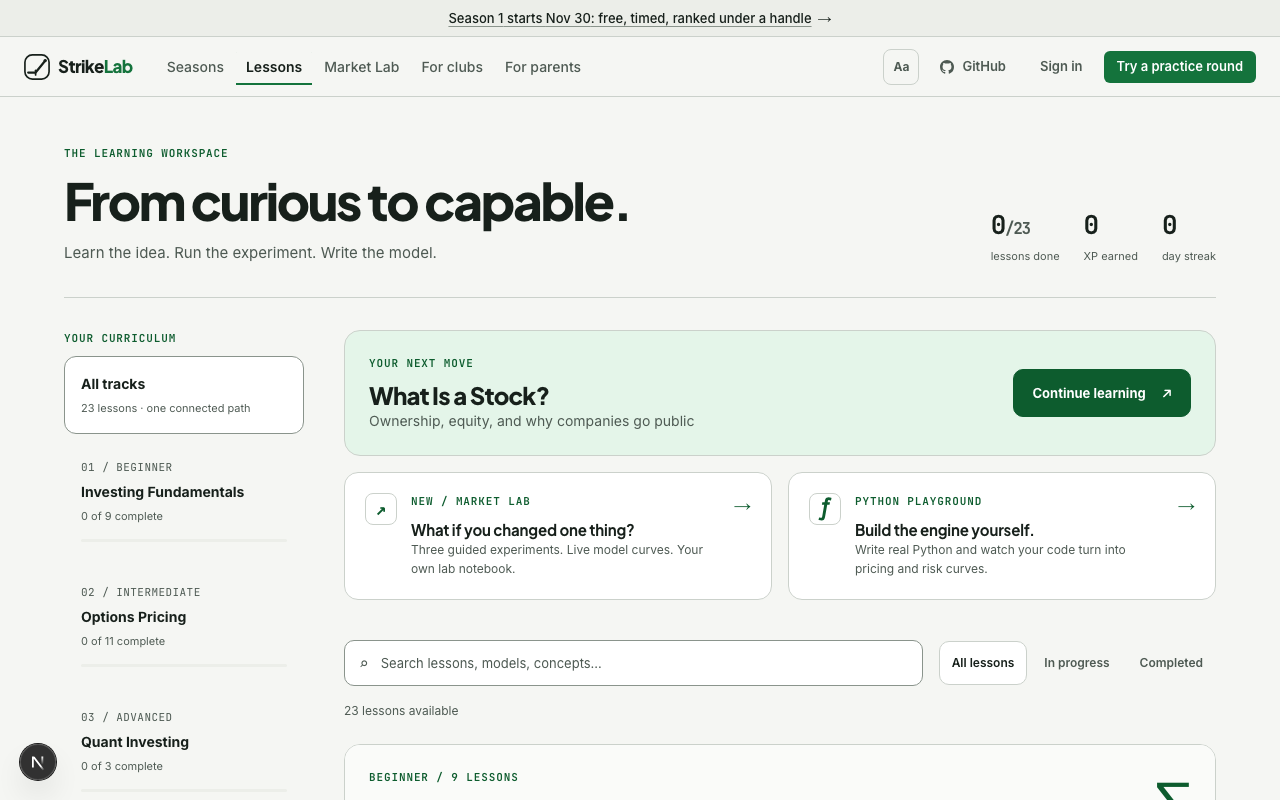 Season 1 starts Nov 30: free, timed, ranked under a handle →
StrikeLab
Seasons
Lessons
Market Lab
For clubs
For parents
Aa
GitHub
Sign in
Try a practice round
THE LEARNING WORKSPACE
From curious to capable.
Learn the idea. Run the experiment. Write the model.
0/23
lessons done
0
XP earned
0
day streak
YOUR CURRICULUM
All tracks
23 lessons · one connected path
01 / BEGINNER
Investing Fundamentals
0 of 9 complete
02 / INTERMEDIATE
Options Pricing
0 of 11 complete
03 / ADVANCED
Quant Investing
0 of 3 complete
N
YOUR NEXT MOVE
What Is a Stock?
Ownership, equity, and why companies go public
Continue learning ↗
↗
NEW / MARKET LAB
→
What if you changed one thing?
Three guided experiments. Live model curves. Your
own lab notebook.
ƒ
PYTHON PLAYGROUND
→
Build the engine yourself.
Write real Python and watch your code turn into
pricing and risk curves.
Search lessons, models, concepts...
All lessons
In progress
Completed
23 lessons available
BEGINNER / 9 LESSONS
Σ